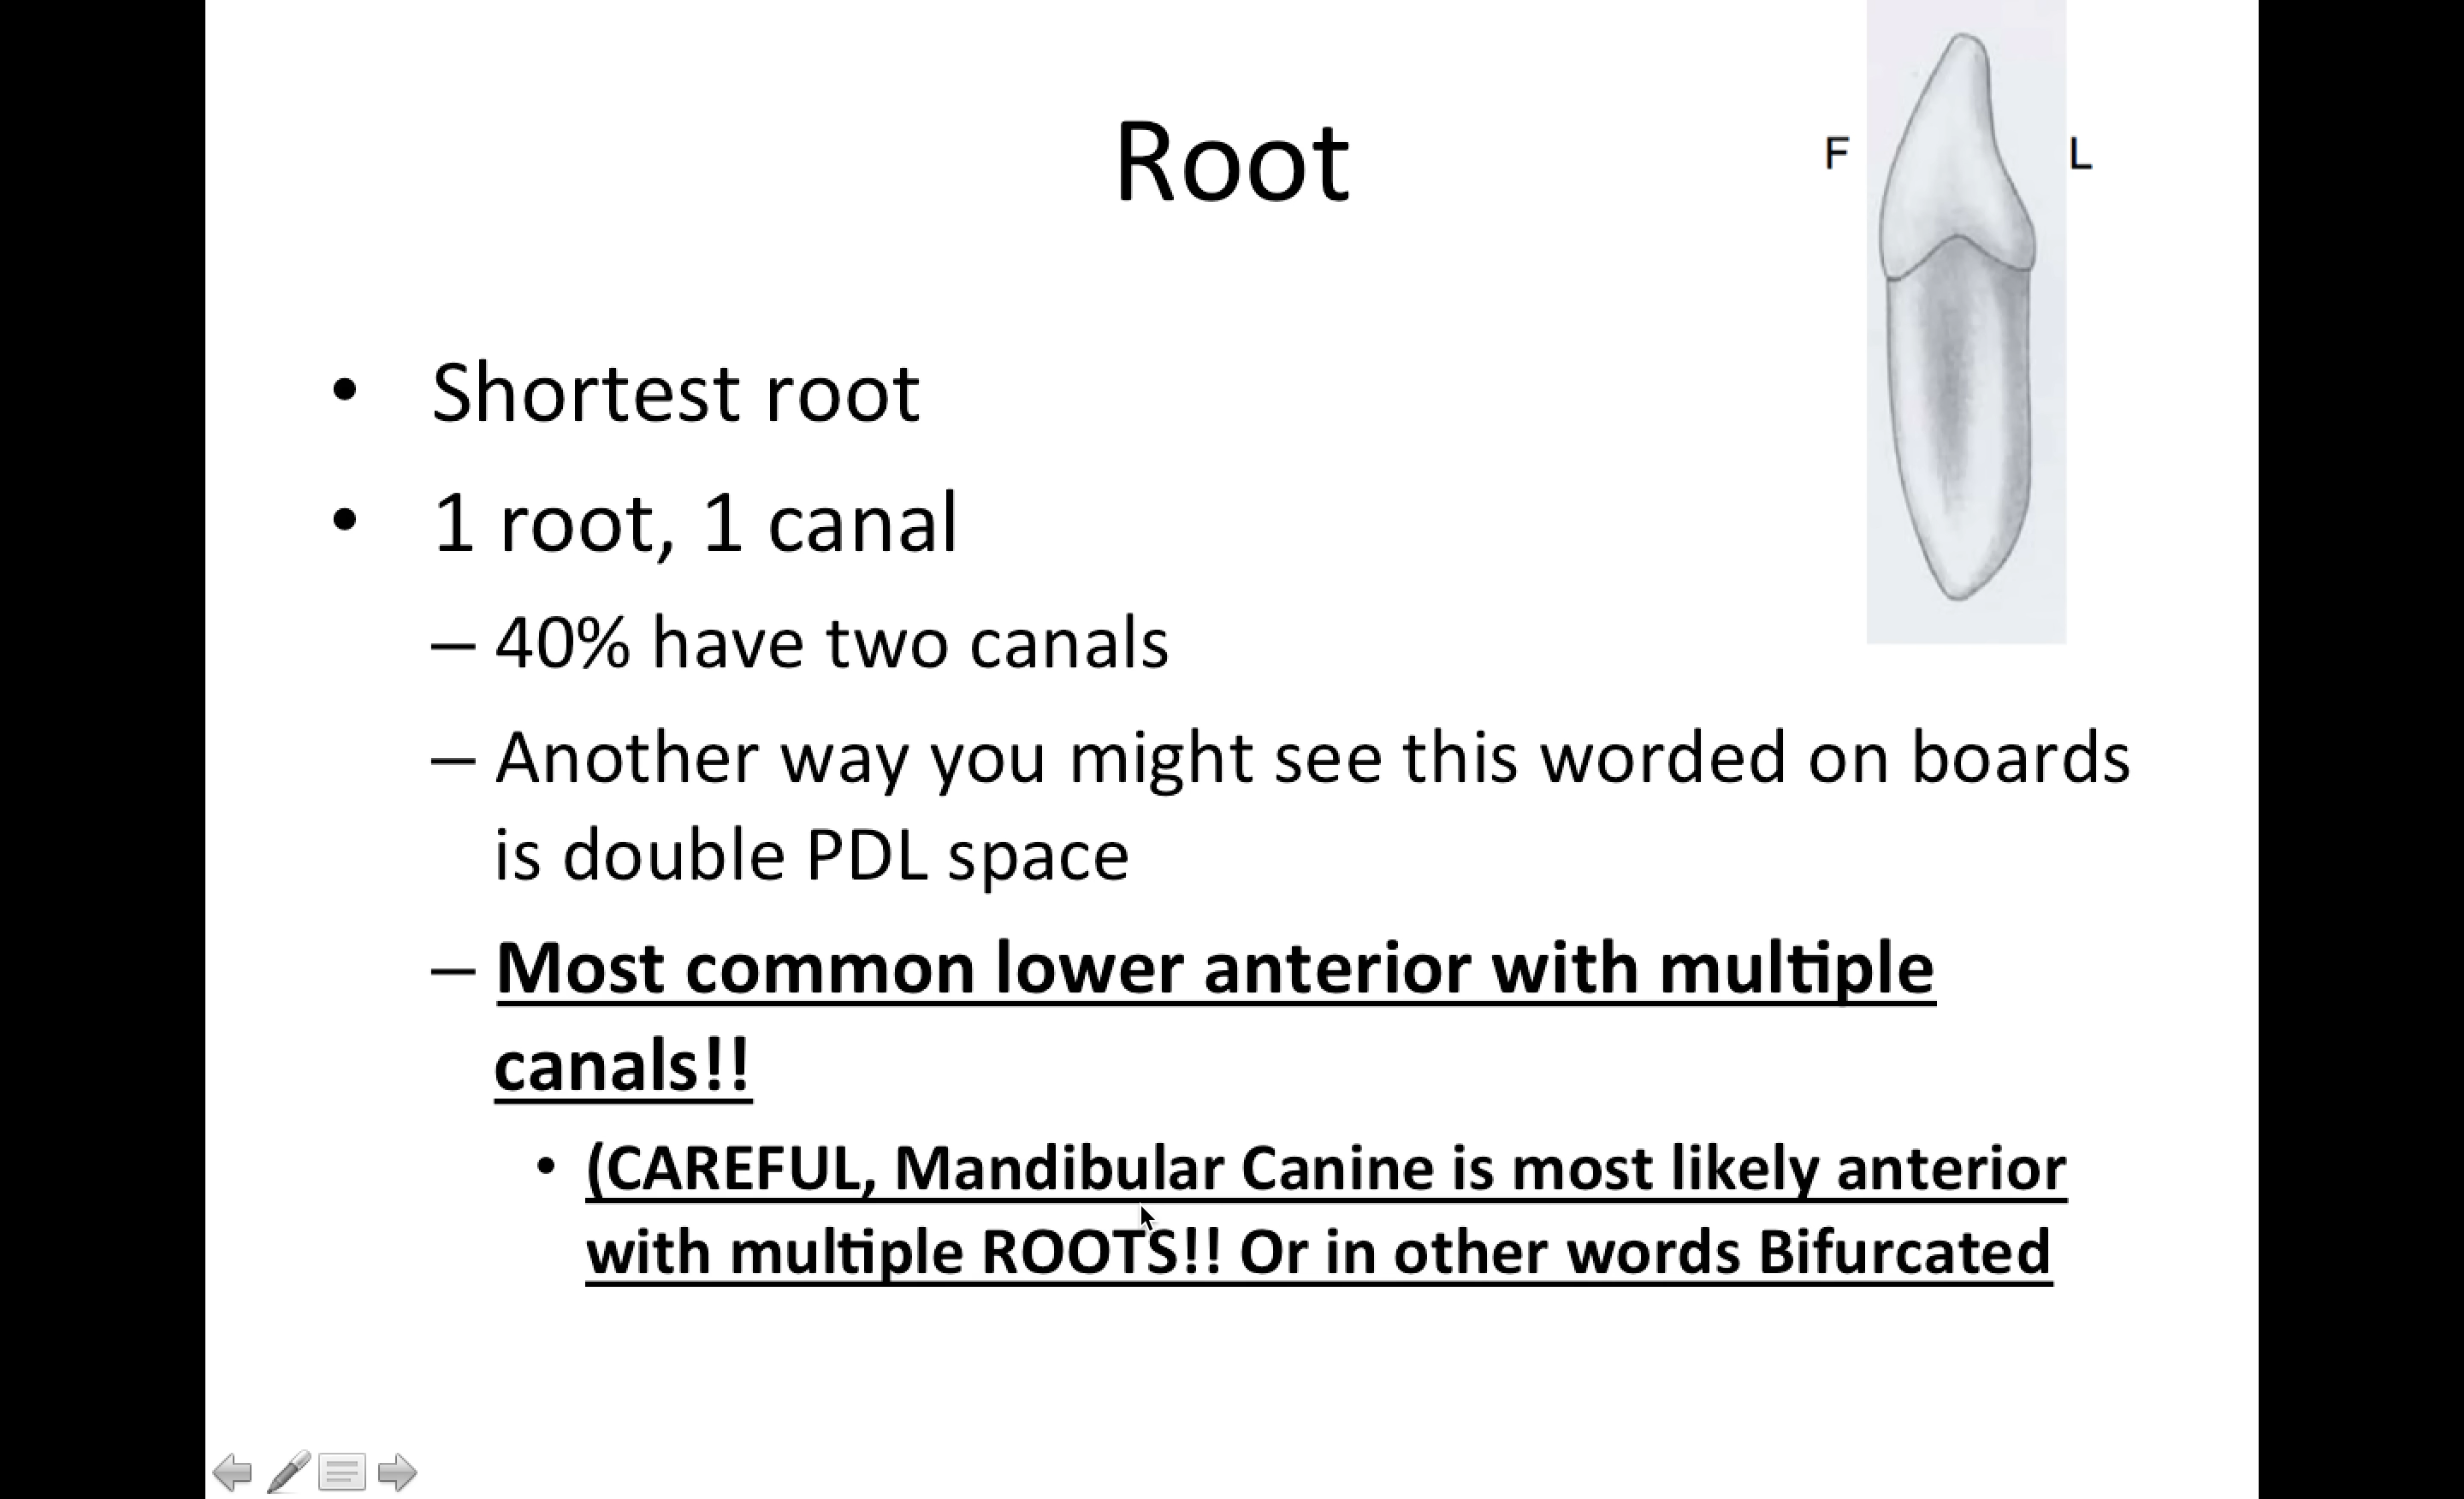 Root
F L
• Shortest root
• 1 root, 1 canal
– 40% have two canals
– Another way you might see this worded on boards
is double PDL space
– Most common lower anterior with multiple
canals!!
• (CAREFUL, Mandibular Canine is most likely anterior
with multiple ROOTS!! Or in other words Bifurcated